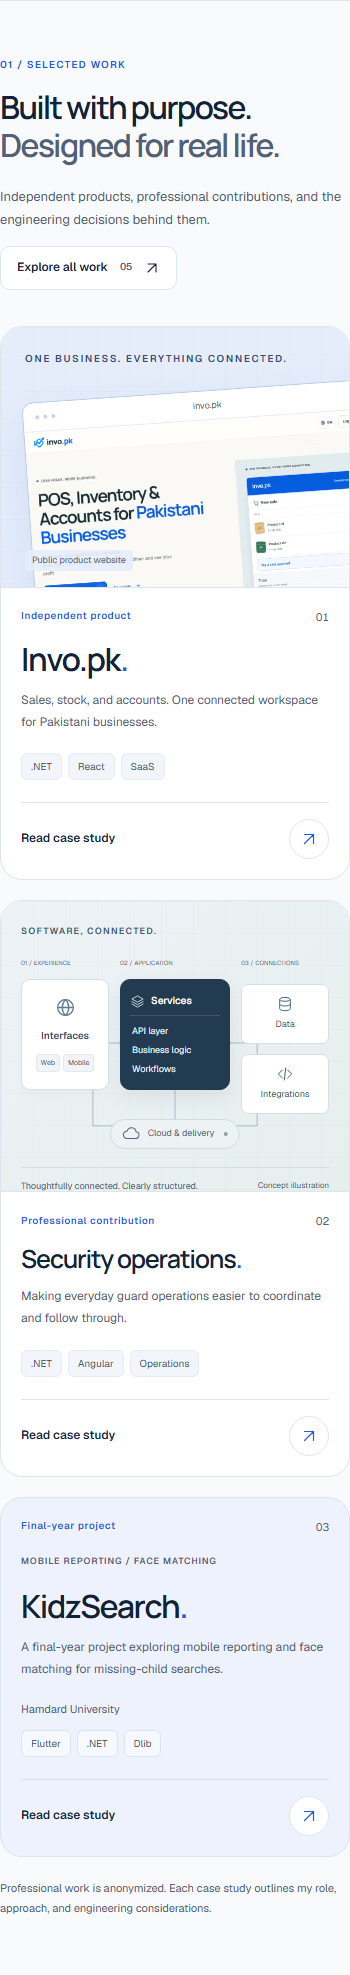 01 / SELECTED WORK
Built with purpose.
Designed for real life.
Independent products, professional contributions, and the
engineering decisions behind them.
Explore all work 05
ONE BUSINESS. EVERYTHING CONNECTED.
invo.pk
invo.pk
POS, Inventory &
Accounts for Pakistani
Businesses
invo.pk
New sale
Public product website
Independent product 01
Invo.pk.
Sales, stock, and accounts. One connected workspace
for Pakistani businesses.
.NET React SaaS
Read case study
SOFTWARE, CONNECTED.
01 / EXPERIENCE 02 / APPLICATION 03 / CONNECTIONS
Interfaces
Web Mobile
Services
API layer
Business logic
Workflows
Data
Integrations
Cloud & delivery
Thoughtfully connected. Clearly structured. Concept illustration
Professional contribution 02
Security operations.
Making everyday guard operations easier to coordinate
and follow through.
.NET Angular Operations
Read case study
Final-year project 03
MOBILE REPORTING / FACE MATCHING
KidzSearch.
A final-year project exploring mobile reporting and face
matching for missing-child searches.
Hamdard University
Flutter .NET Dlib
Read case study
Professional work is anonymized. Each case study outlines my role,
approach, and engineering considerations.